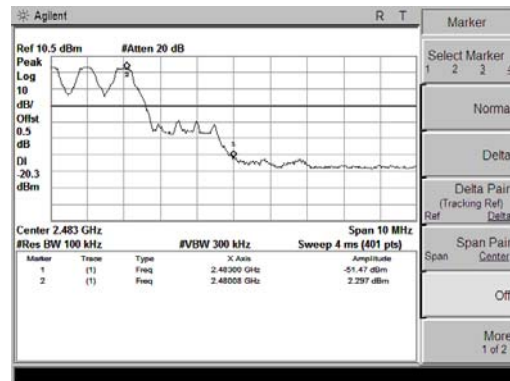 Agilent R T
Ref 10.5 dBm #Atten 20 dB
Peak
Log
10
dB/
Offst
0.5
dB
DI
-20.3
dBm
2
1
Center 2.483 GHz Span 10 MHz
#Res BW 100 kHz #VBW 300 kHz Sweep 4 ms (401 pts)
Marker Trace Type X Axis Amplitude
1 (1) Freq 2.48300 GHz -51.47 dBm
2 (1) Freq 2.48008 GHz 2.297 dBm
Marker
Select Marker
1 2 3
Norma
Delta
Delta Pair
(Tracking Ref)
Ref Delta
Span Pair
Span Center
Off
More
1 of 2